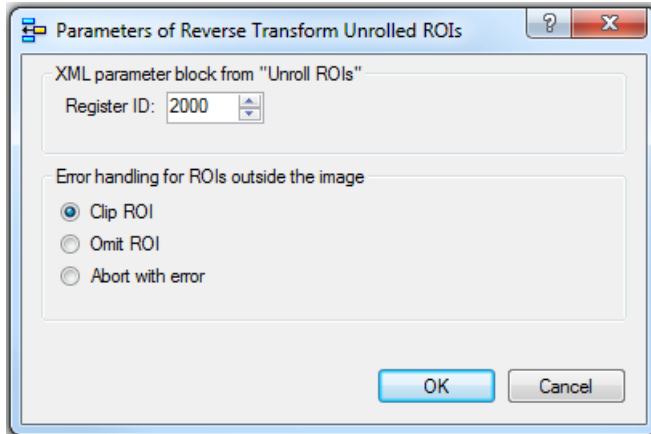 Parameters of Reverse Transform Unrolled ROIs
XML parameter block from "Unroll ROIs"
Register ID: 2000
Error handling for ROIs outside the image
Clip ROI
Omit ROI
Abort with error
OK Cancel